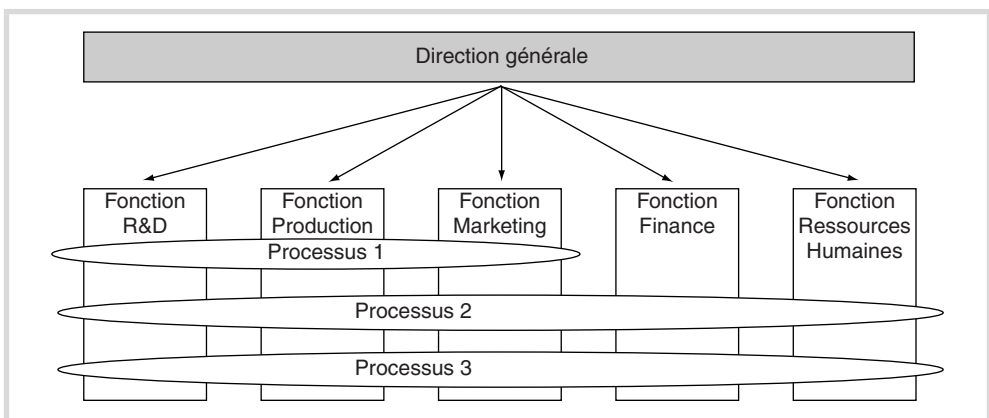 Direction générale
Fonction
R&D
Fonction
Production
Fonction
Marketing
Fonction
Finance
Fonction
Ressources
Humaines
Processus 1
Processus 2
Processus 3